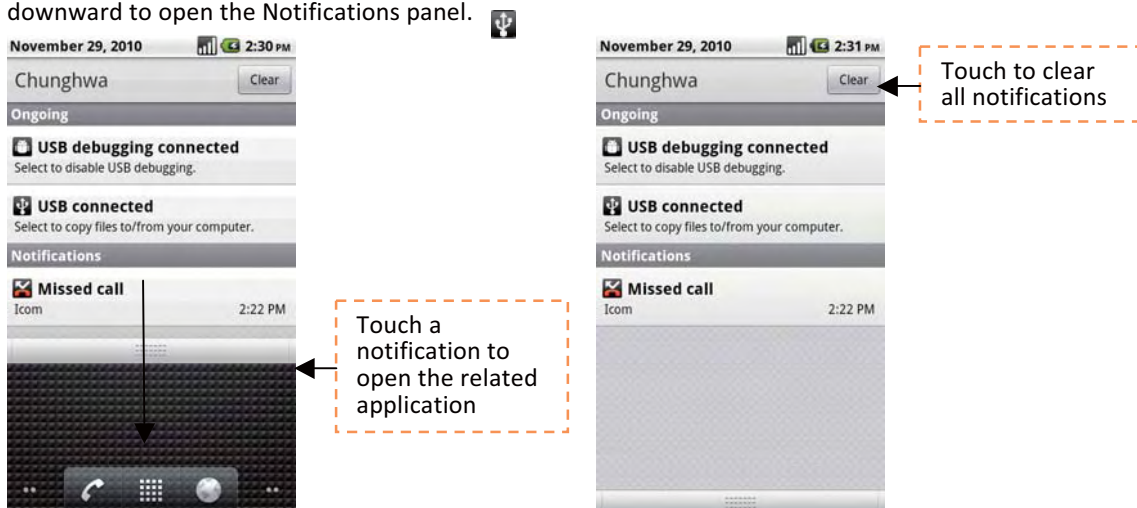 downward to open the Notifications panel.
November 29, 2010 2:30 PM
Chunghwa Clear
Ongoing
USB debugging connected
Select to disable USB debugging.
USB connected
Select to copy files to/from your computer.
Notifications
Missed call
Icom 2:22 PM
Touch a
notification to
open the related
application
November 29, 2010 2:31 PM
Chunghwa Clear
Ongoing
USB debugging connected
Select to disable USB debugging.
USB connected
Select to copy files to/from your computer.
Notifications
Missed call
Icom 2:22 PM
Touch to clear
all notifications